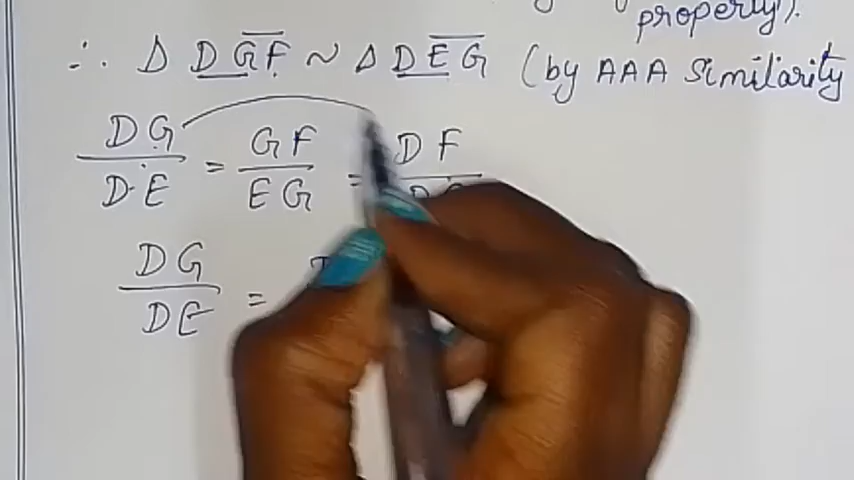 property).
∴ Δ DGF ~ Δ DEG (by AAA Similarity
DG/DE = GF/EG = DF
DG/DE =